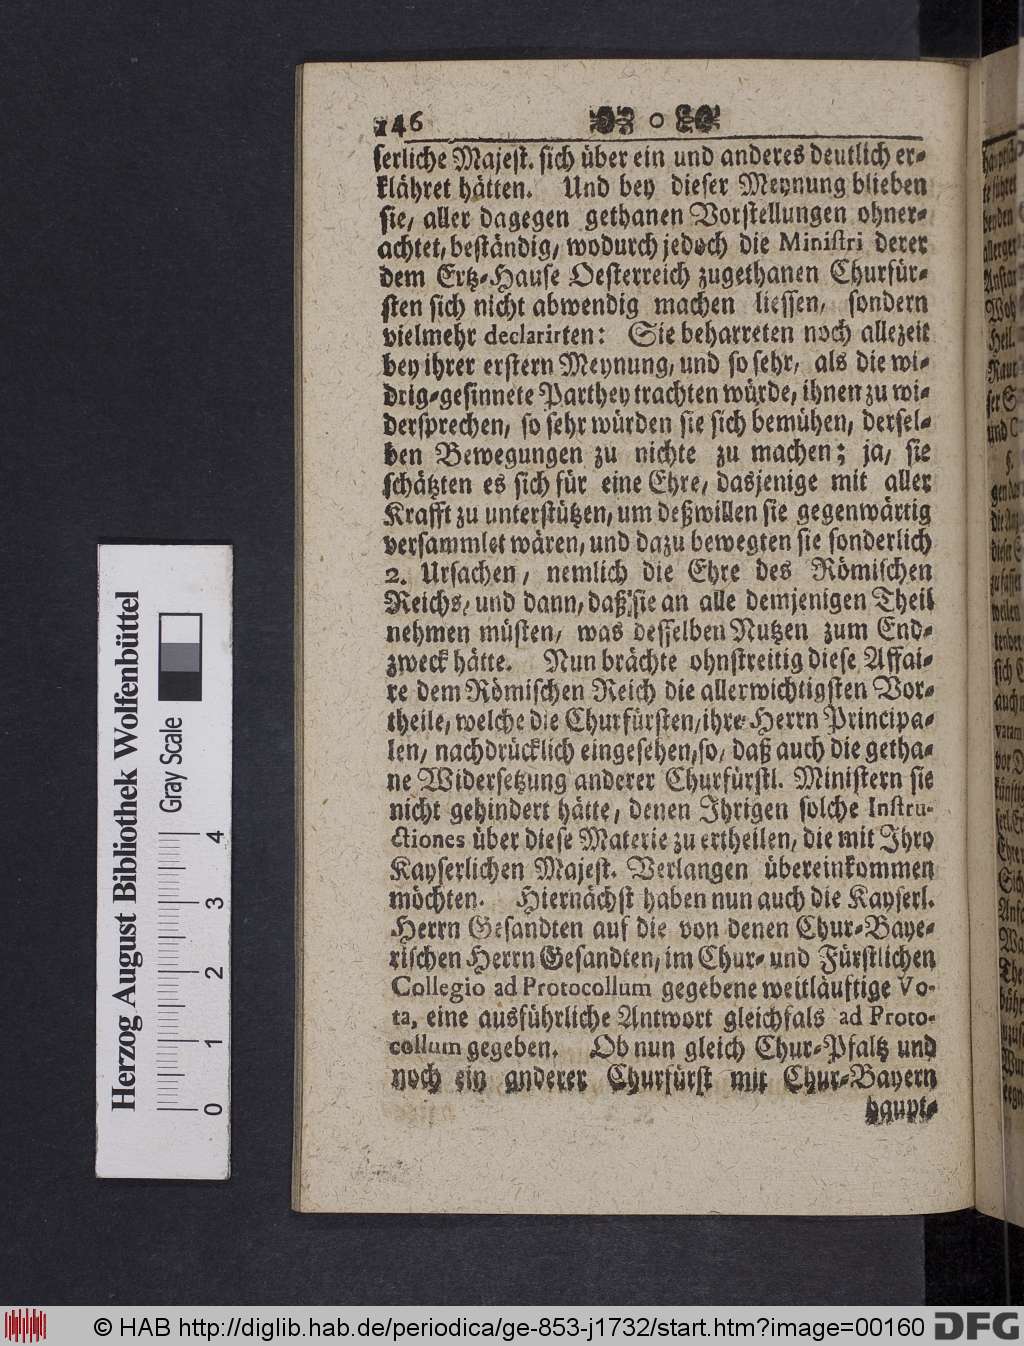 146
serliche Majest. sich über ein und anderes deutlich er-
klähret hätten. Und bey dieser Meynung blieben
sie, aller dagegen gethanen Vorstellungen ohner-
achtet, beständig, wodurch jedoch die Ministri derer
dem Ertz-Hause Oesterreich zugethanen Churfür-
sten sich nicht abwendig machen liessen, sondern
vielmehr declarirten: Sie beharreten noch allezeit
bey ihrer erstern Meynung, und so sehr, als die wi-
drig-gesinnete Parthey trachten würde, ihnen zu wi-
dersprechen, so sehr würden sie sich bemühen, dersel-
ben Bewegungen zu nichte zu machen; ja, sie
schätzten es sich für eine Ehre, dasjenige mit aller
Krafft zu unterstützen, um deßwillen sie gegenwärtig
versammlet wären, und dazu bewegten sie sonderlich
2. Ursachen, nemlich die Ehre des Römischen
Reichs, und dann, daß sie an alle demjenigen Theil
nehmen müsten, was desselben Nutzen zum End-
zweck hätte. Nun brächte ohnstreitig diese Affai-
re dem Römischen Reich die allerwichtigsten Vor-
theile, welche die Churfürsten, ihre Herrn Principa-
len, nachdrücklich eingesehen, so, daß auch die getha-
ne Widersetzung anderer Churfürstl. Ministern sie
nicht gehindert hätte, denen Ihrigen solche Instru-
ctiones über diese Materie zu ertheilen, die mit Ihro
Kayserlichen Majest. Verlangen übereinkommen
möchten. Hiernächst haben nun auch die Kayserl.
Herrn Gesandten auf die von denen Chur-Baye-
rischen Herrn Gesandten, im Chur- und Fürstlichen
Collegio ad Protocollum gegebene weitläuftige Vo-
ta, eine ausführliche Antwort gleichfals ad Proto-
collum gegeben. Ob nun gleich Chur-Pfaltz und
noch ein anderer Churfürst mit Chur-Bayern
haupt-
Herzog August Bibliothek Wolfenbüttel
Gray Scale
0 1 2 3 4
© HAB http://diglib.hab.de/periodica/ge-853-j1732/start.htm?image=00160
DFG